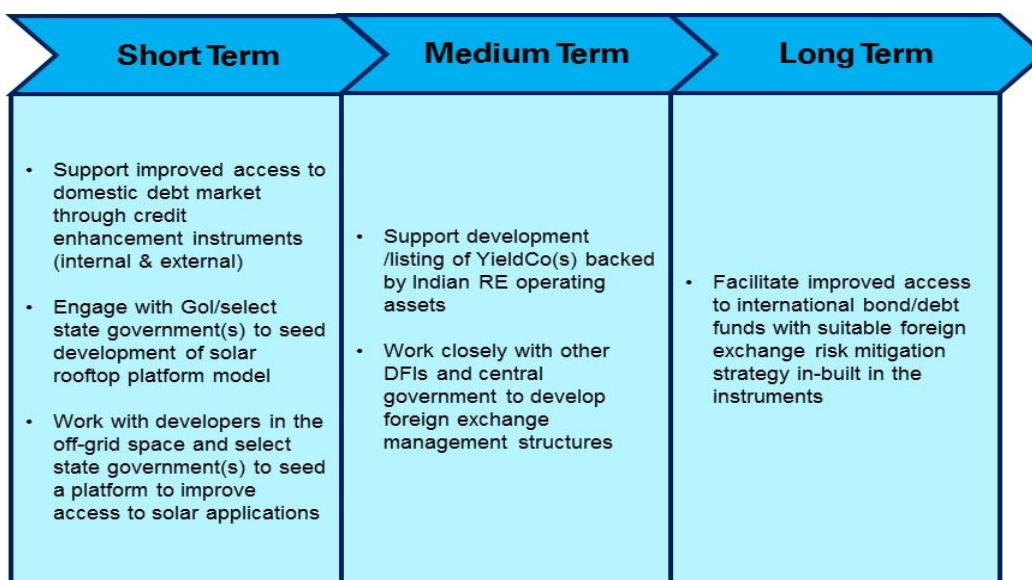 Short Term
• Support improved access to
domestic debt market
through credit
enhancement instruments
(internal & external)
• Engage with GoI/select
state government(s) to seed
development of solar
rooftop platform model
• Work with developers in the
off-grid space and select
state government(s) to seed
a platform to improve
access to solar applications
Medium Term
• Support development
/listing of YieldCo(s) backed
by Indian RE operating
assets
• Work closely with other
DFIs and central
government to develop
foreign exchange
management structures
Long Term
• Facilitate improved access
to international bond/debt
funds with suitable foreign
exchange risk mitigation
strategy in-built in the
instruments